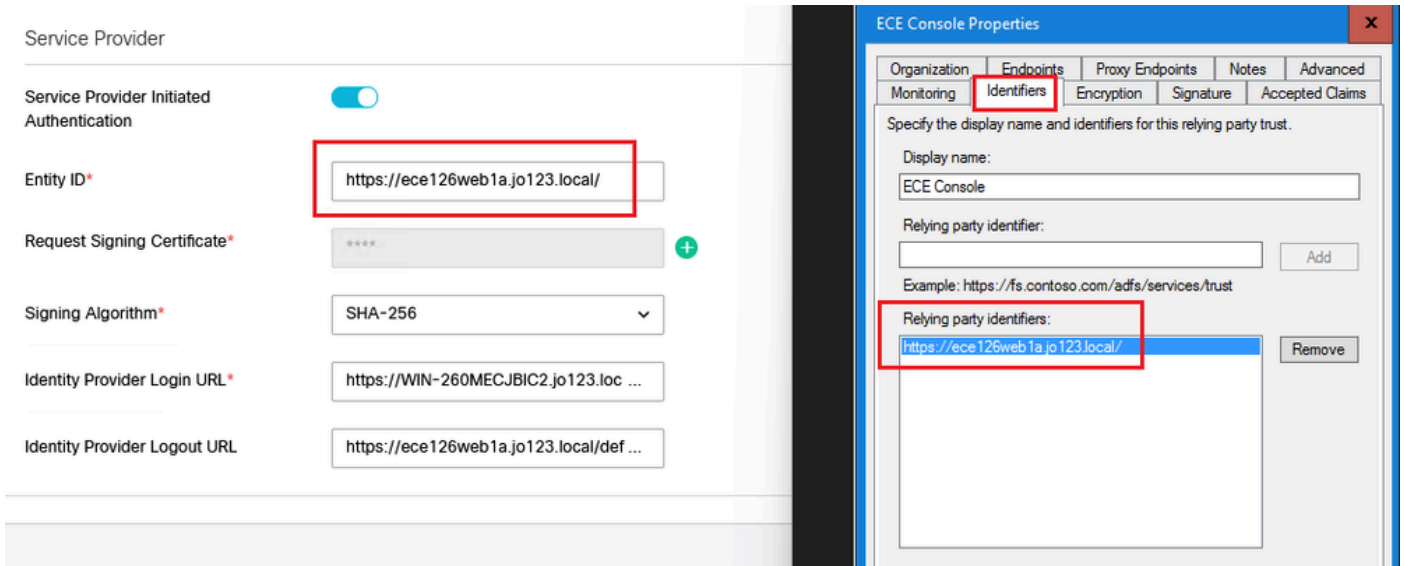 Service Provider
Service Provider Initiated
Authentication
Entity ID*
https://ece126web1a.jo123.local/
Request Signing Certificate*
****
Signing Algorithm*
SHA-256
Identity Provider Login URL*
https://WIN-260MECJBIC2.jo123.loc ...
Identity Provider Logout URL
https://ece126web1a.jo123.local/def ...
ECE Console Properties
x
Organization Endpoints Proxy Endpoints Notes Advanced
Monitoring Identifiers Encryption Signature Accepted Claims
Specify the display name and identifiers for this relying party trust.
Display name:
ECE Console
Relying party identifier:
Add
Example: https://fs.contoso.com/adfs/services/trust
Relying party identifiers:
https://ece126web1a.jo123.local/
Remove